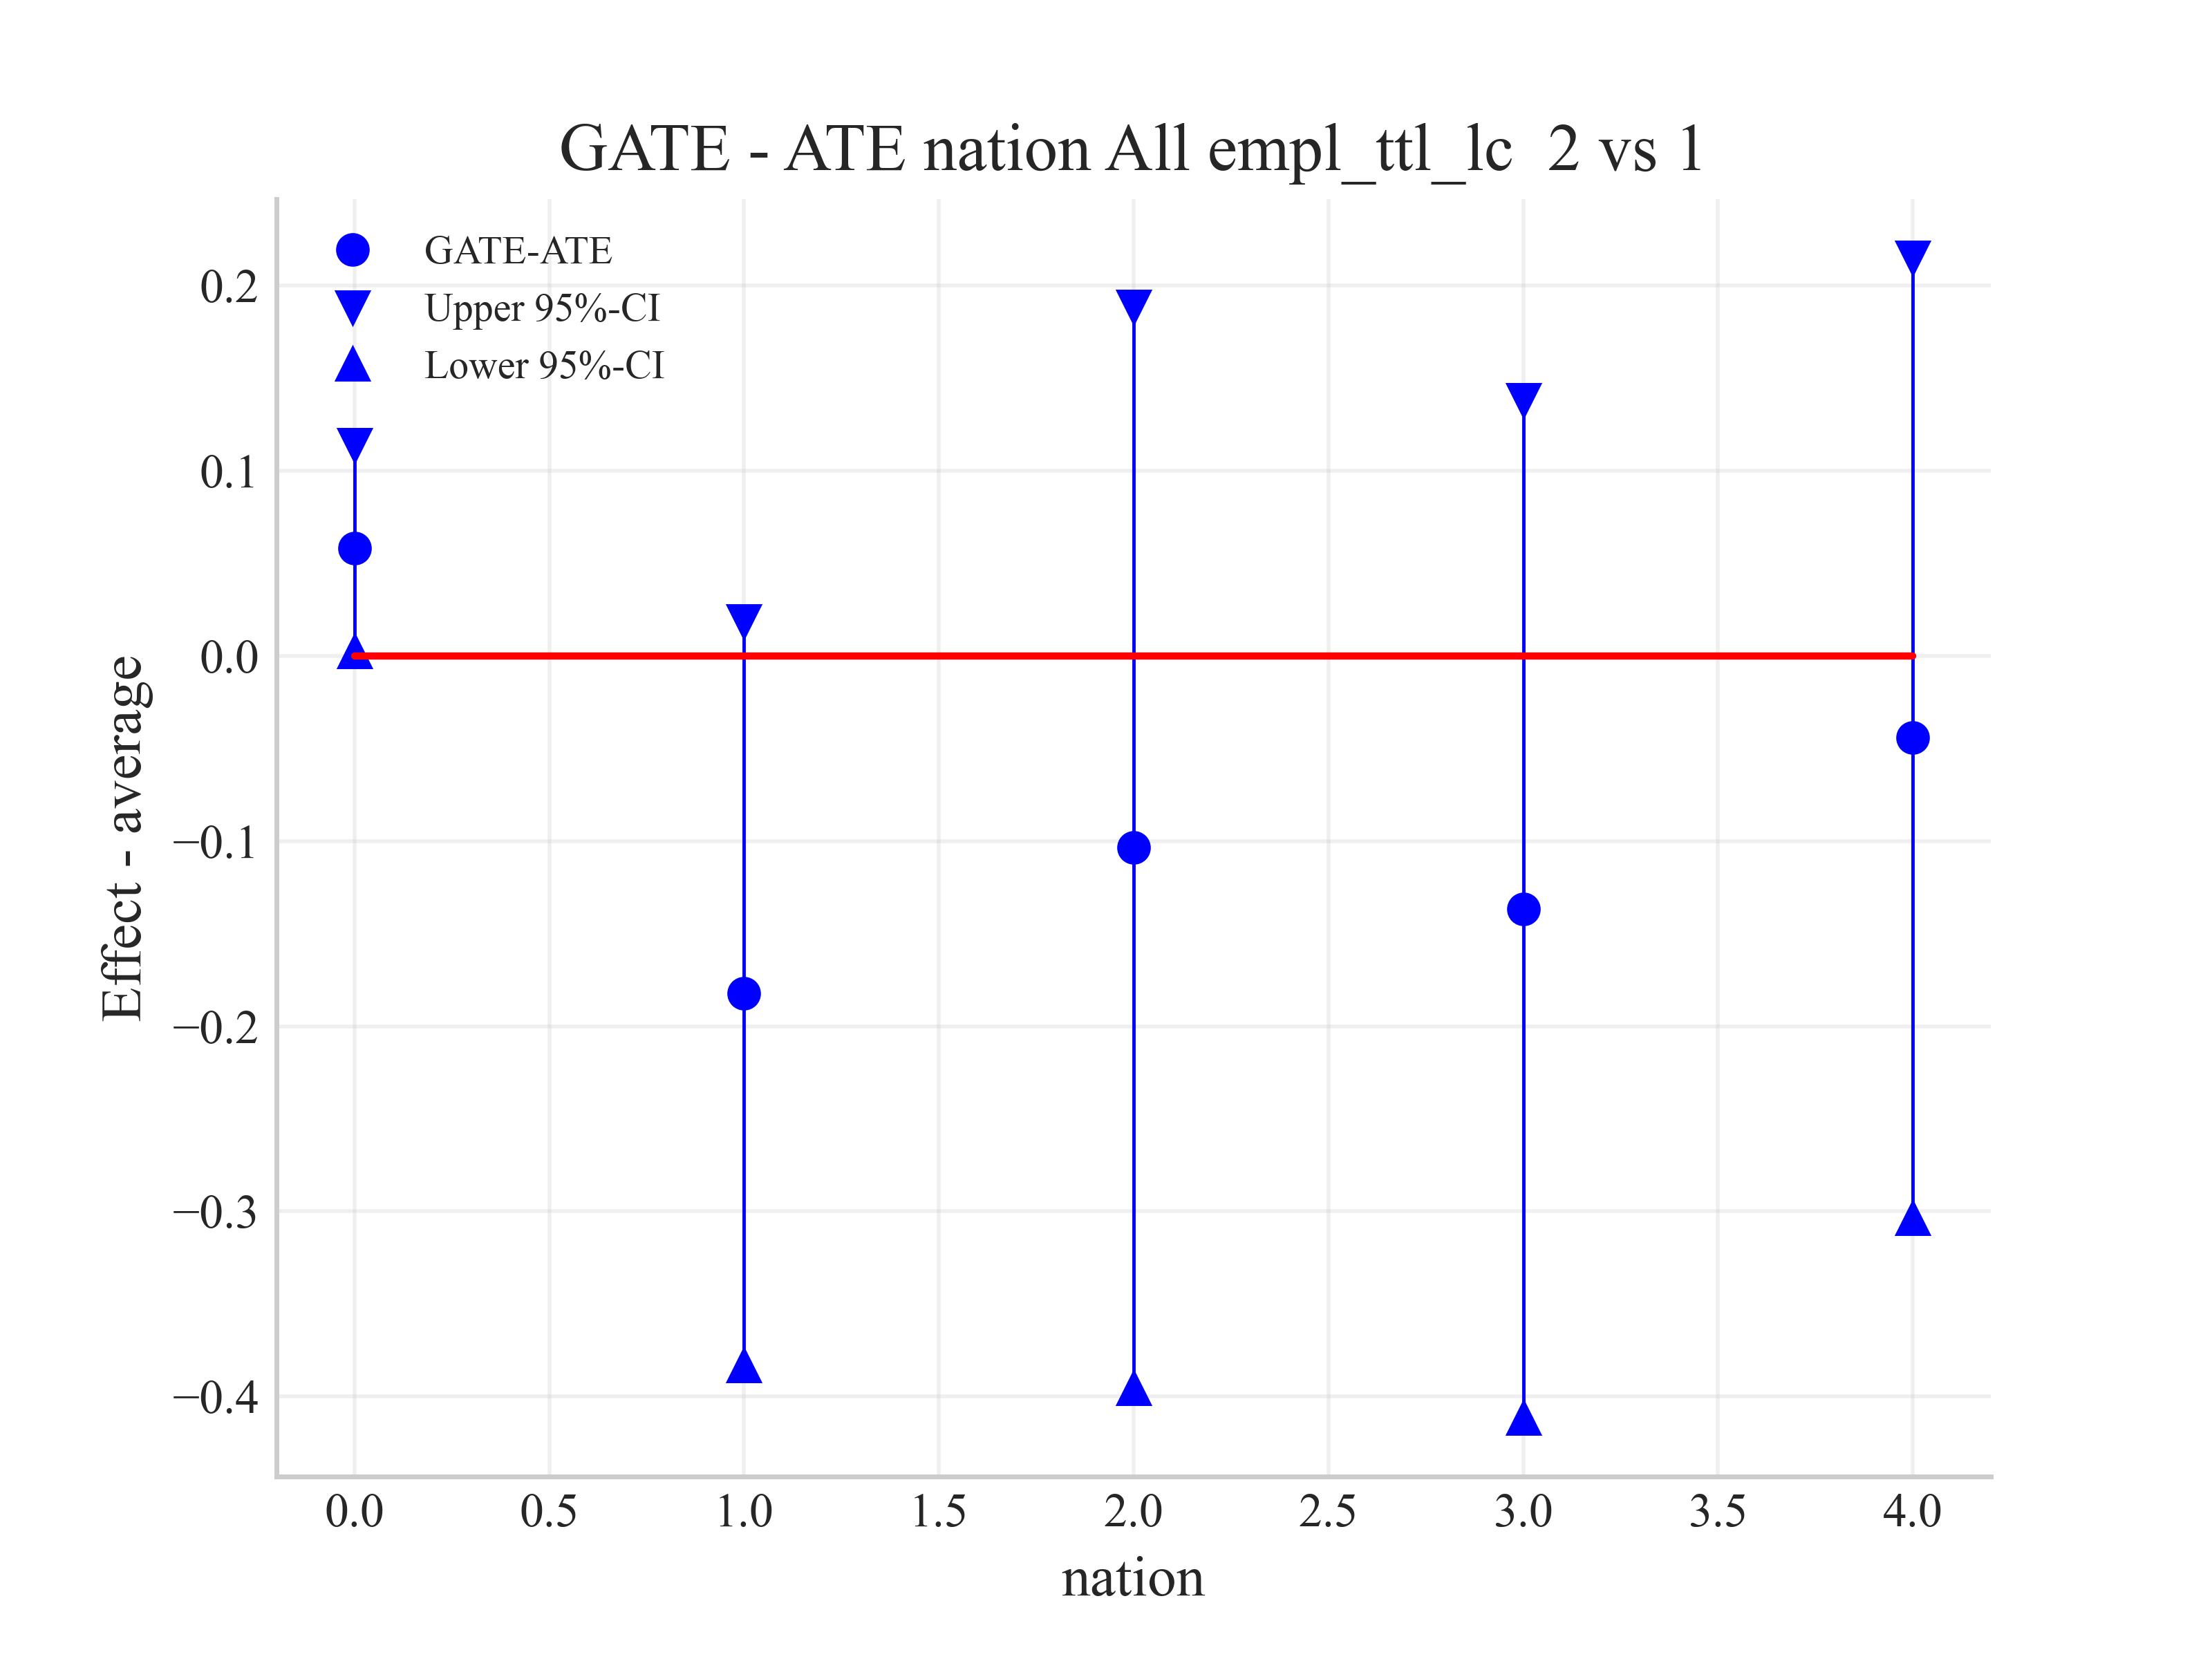 GATE - ATE nation All empl_ttl_lc  2 vs 1
GATE-ATE
Upper 95%-CI
Lower 95%-CI
0.2
0.1
0.0
−0.1
−0.2
−0.3
−0.4
Effect - average
0.0 0.5 1.0 1.5 2.0 2.5 3.0 3.5 4.0
nation